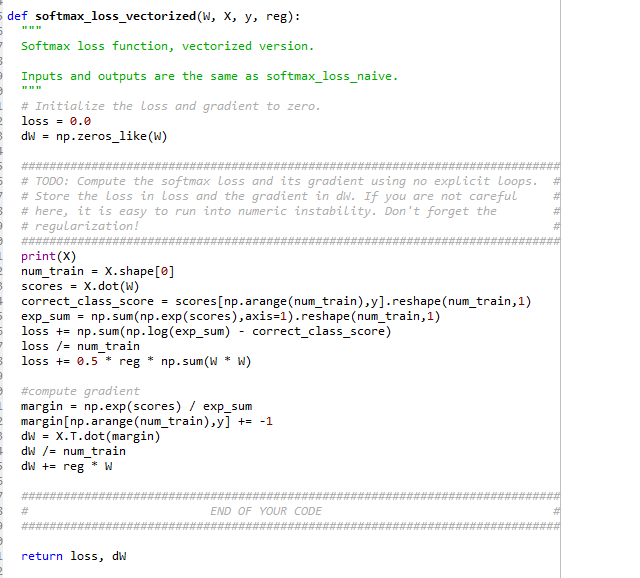 def softmax_loss_vectorized(W, X, y, reg):
"""
Softmax loss function, vectorized version.
Inputs and outputs are the same as softmax_loss_naive.
"""
# Initialize the loss and gradient to zero.
loss = 0.0
dW = np.zeros_like(W)
#############################################################################
# TODO: Compute the softmax loss and its gradient using no explicit loops.  #
# Store the loss in loss and the gradient in dW. If you are not careful     #
# here, it is easy to run into numeric instability. Don't forget the        #
# regularization!                                                           #
#############################################################################
print(X)
num_train = X.shape[0]
scores = X.dot(W)
correct_class_score = scores[np.arange(num_train),y].reshape(num_train,1)
exp_sum = np.sum(np.exp(scores),axis=1).reshape(num_train,1)
loss += np.sum(np.log(exp_sum) - correct_class_score)
loss /= num_train
loss += 0.5 * reg * np.sum(W * W)
#compute gradient
margin = np.exp(scores) / exp_sum
margin[np.arange(num_train),y] += -1
dW = X.T.dot(margin)
dW /= num_train
dW += reg * W
#############################################################################
#                          END OF YOUR CODE                                 #
#############################################################################
return loss, dW